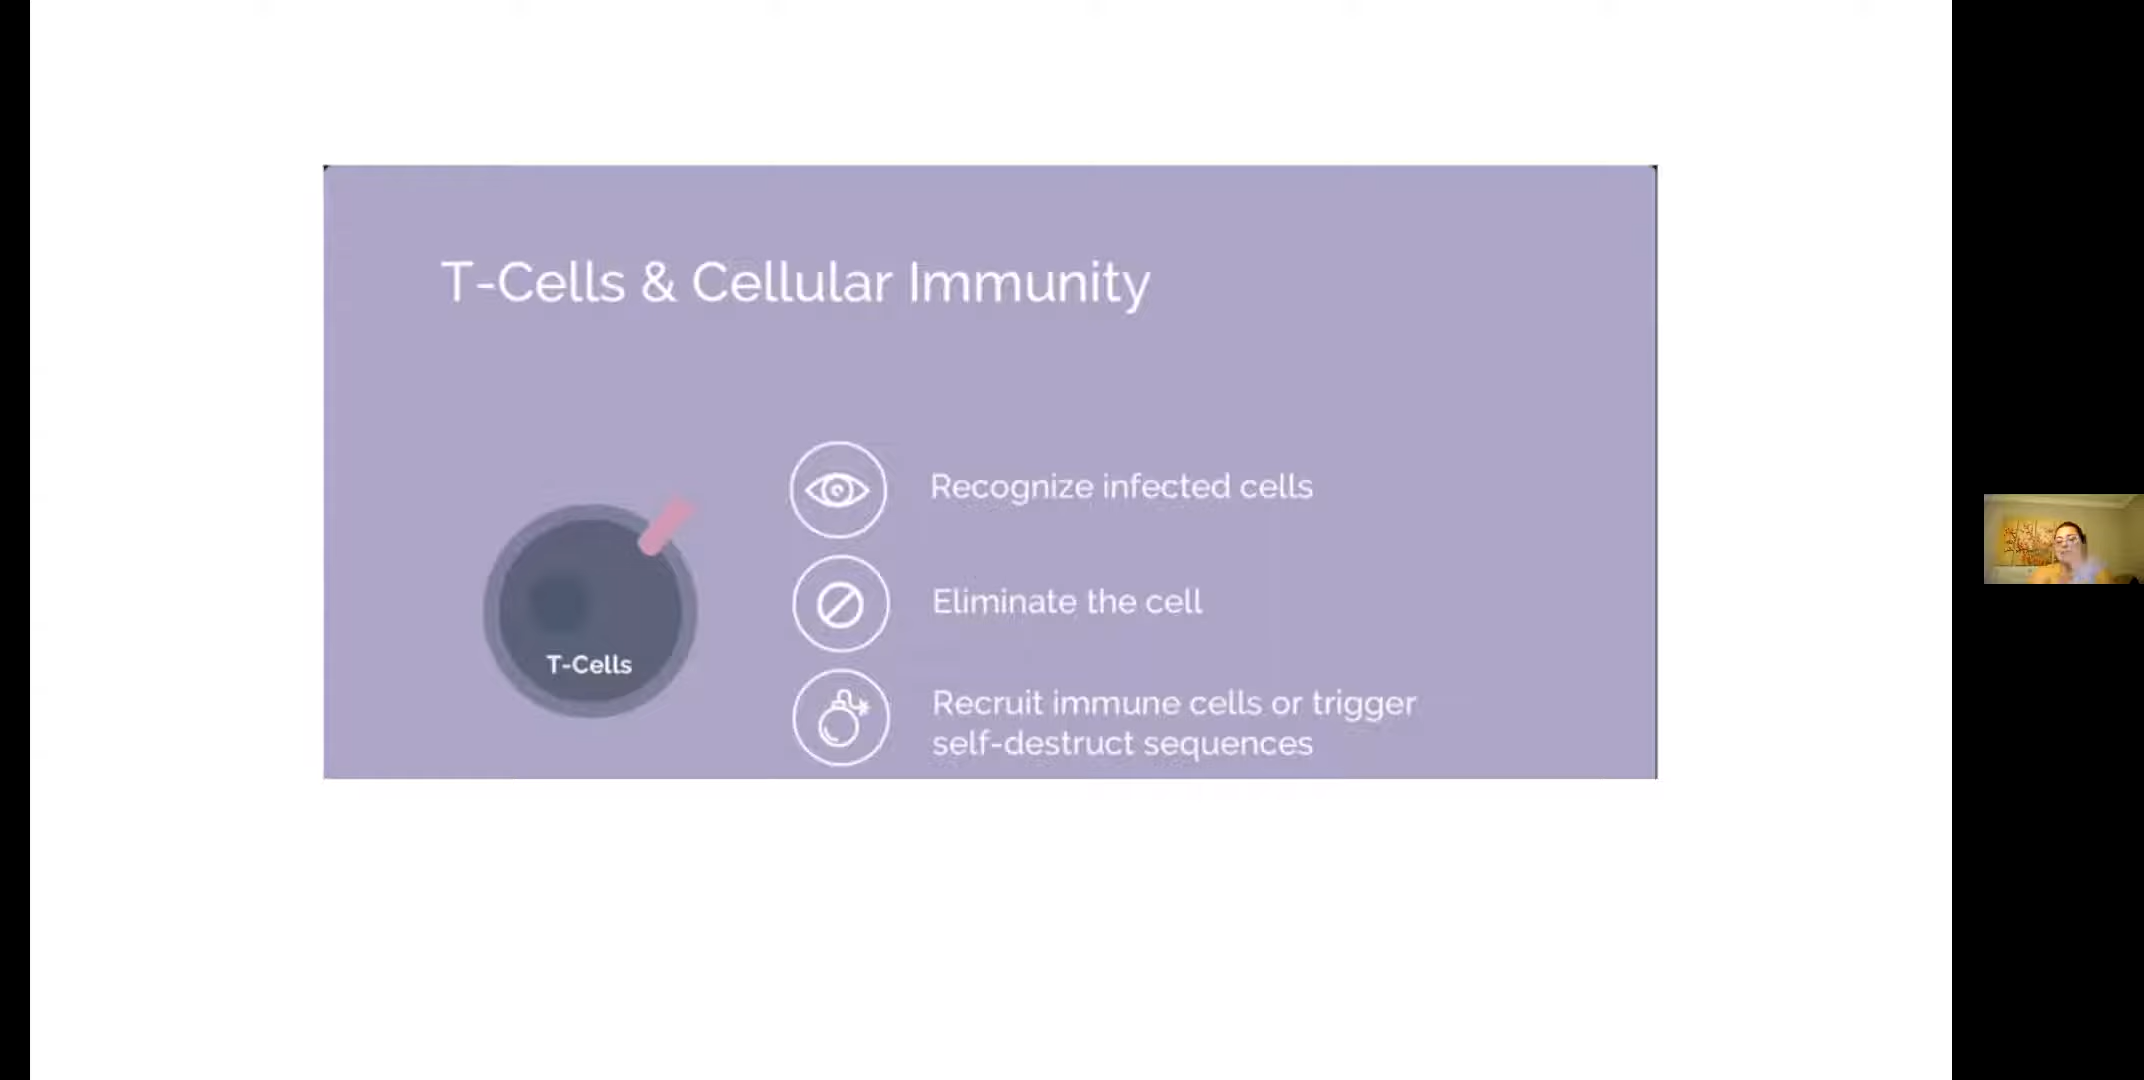 T-Cells & Cellular Immunity
Recognize infected cells
Eliminate the cell
T-Cells
Recruit immune cells or trigger
self-destruct sequences